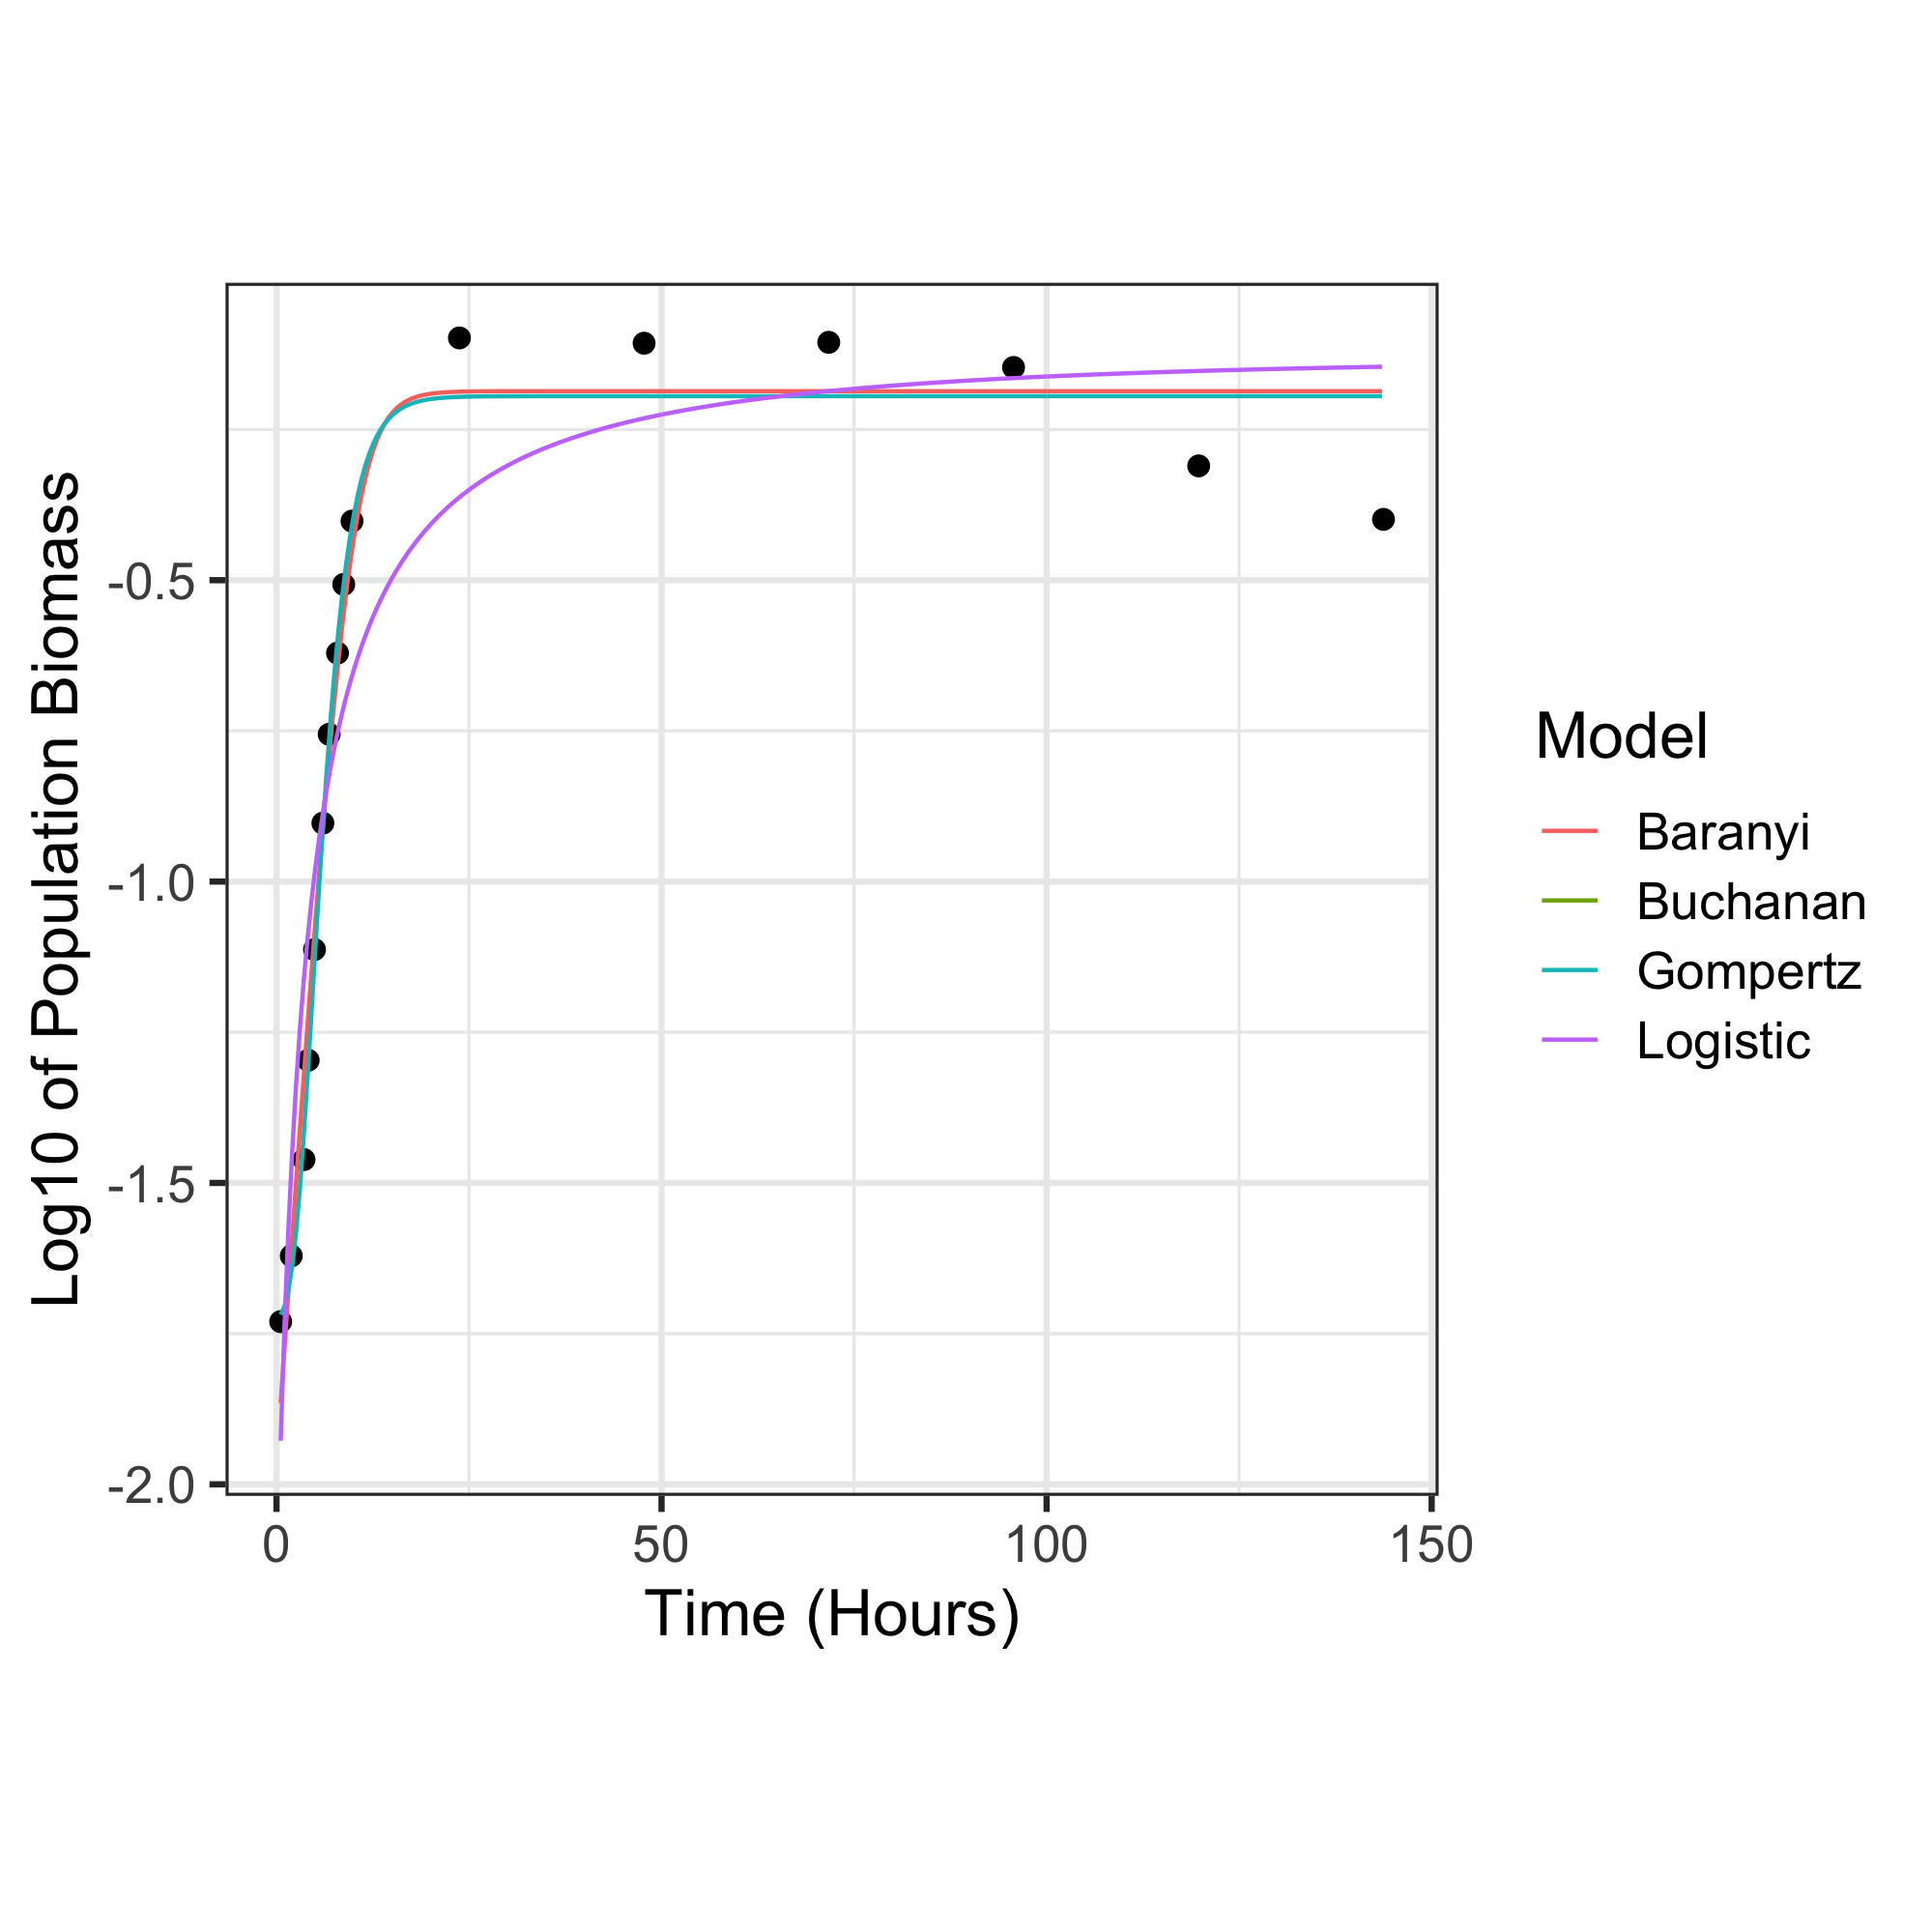 Log10 of Population Biomass
-0.5
-1.0
-1.5
-2.0
0 50 100 150
Time (Hours)
Model
Baranyi
Buchanan
Gompertz
Logistic